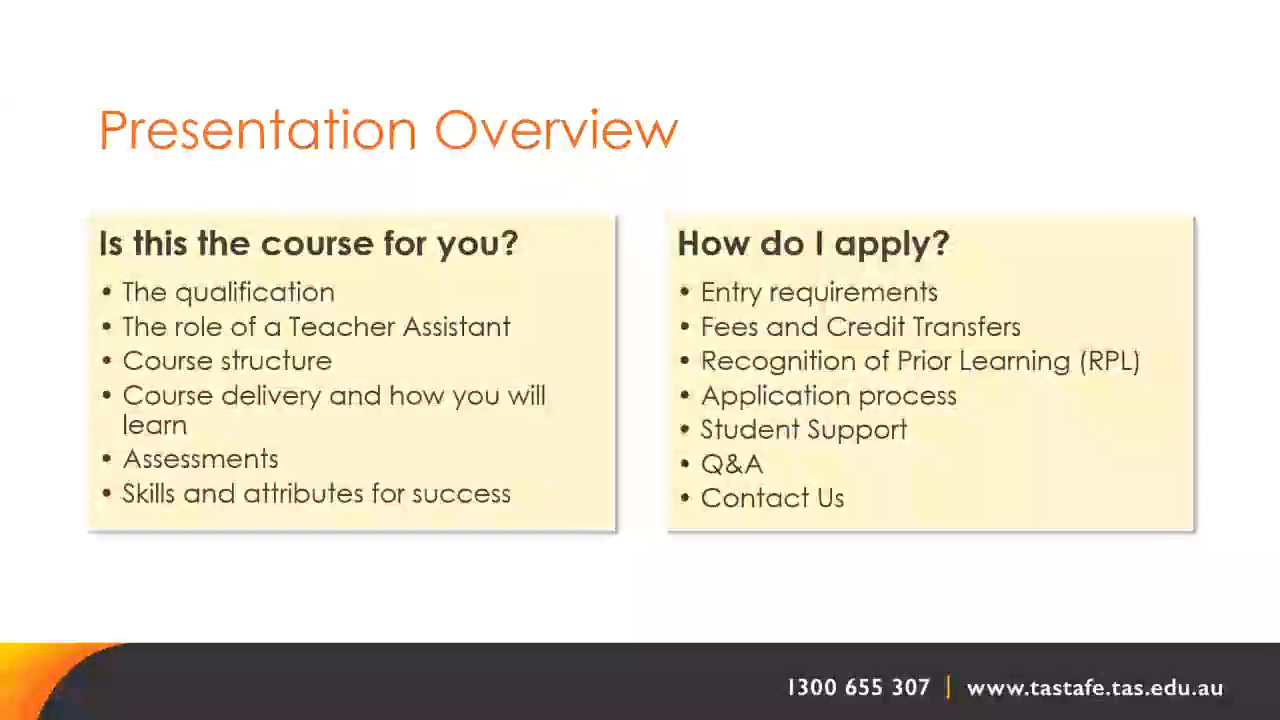 Presentation Overview
Is this the course for you?
• The qualification
• The role of a Teacher Assistant
• Course structure
• Course delivery and how you will
learn
• Assessments
• Skills and attributes for success
How do I apply?
• Entry requirements
• Fees and Credit Transfers
• Recognition of Prior Learning (RPL)
• Application process
• Student Support
• Q&A
• Contact Us
1300 655 307 | www.tastafe.tas.edu.au